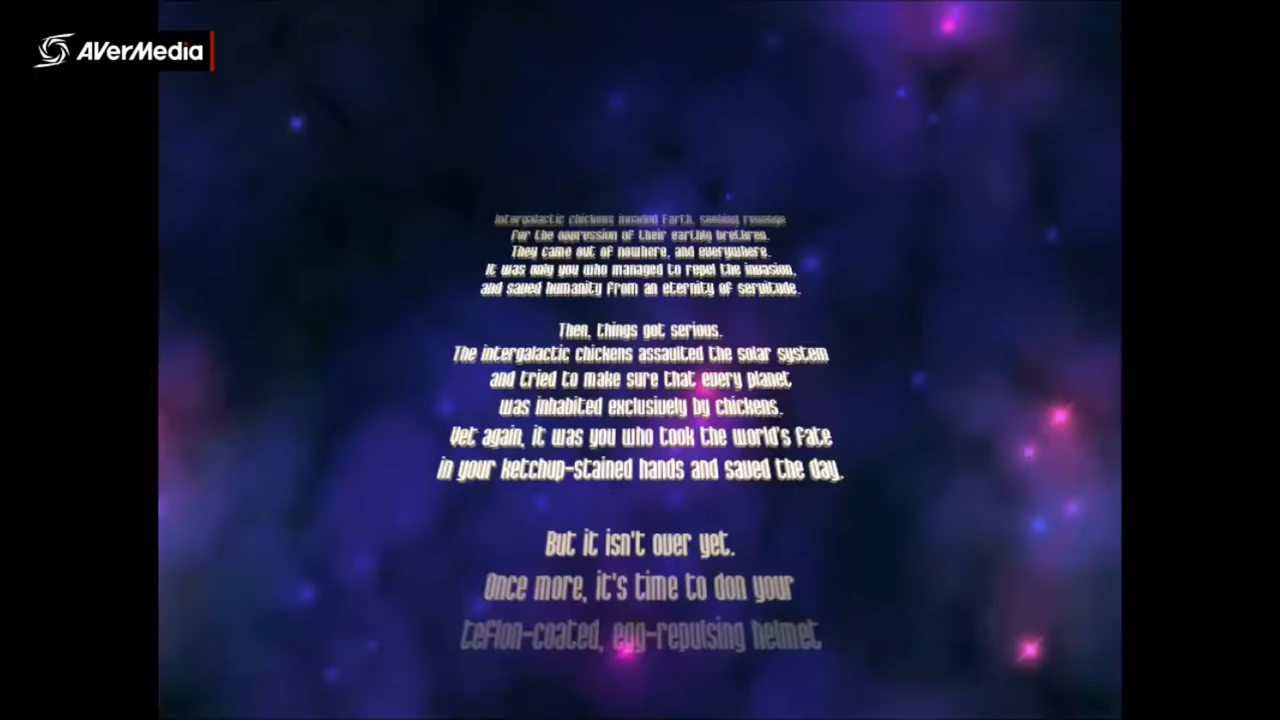 AVerMedia
Intergalactic chickens invaded Earth, seeking revenge
for the oppression of their earthly brethren.
They came out of nowhere, and everywhere.
It was only you who managed to repel the invasion,
and saved humanity from an eternity of servitude.
Then, things got serious.
The intergalactic chickens assaulted the solar system
and tried to make sure that every planet
was inhabited exclusively by chickens.
Yet again, it was you who took the world's fate
in your ketchup-stained hands and saved the day.
But it isn't over yet.
Once more, it's time to don your
teflon-coated, egg-repulsing helmet